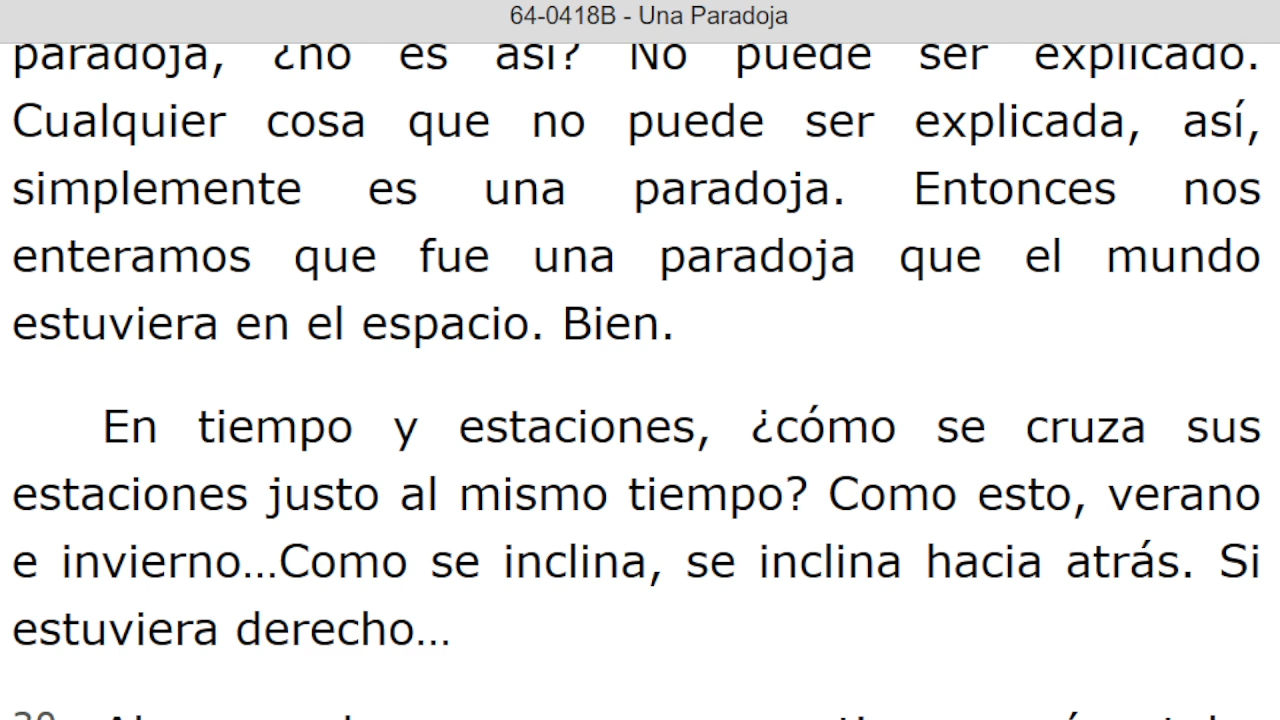 64-0418B - Una Paradoja
paradoja, ¿no es así? No puede ser explicado.
Cualquier cosa que no puede ser explicada, así,
simplemente es una paradoja. Entonces nos
enteramos que fue una paradoja que el mundo
estuviera en el espacio. Bien.
En tiempo y estaciones, ¿cómo se cruza sus
estaciones justo al mismo tiempo? Como esto, verano
e invierno...Como se inclina, se inclina hacia atrás. Si
estuviera derecho...